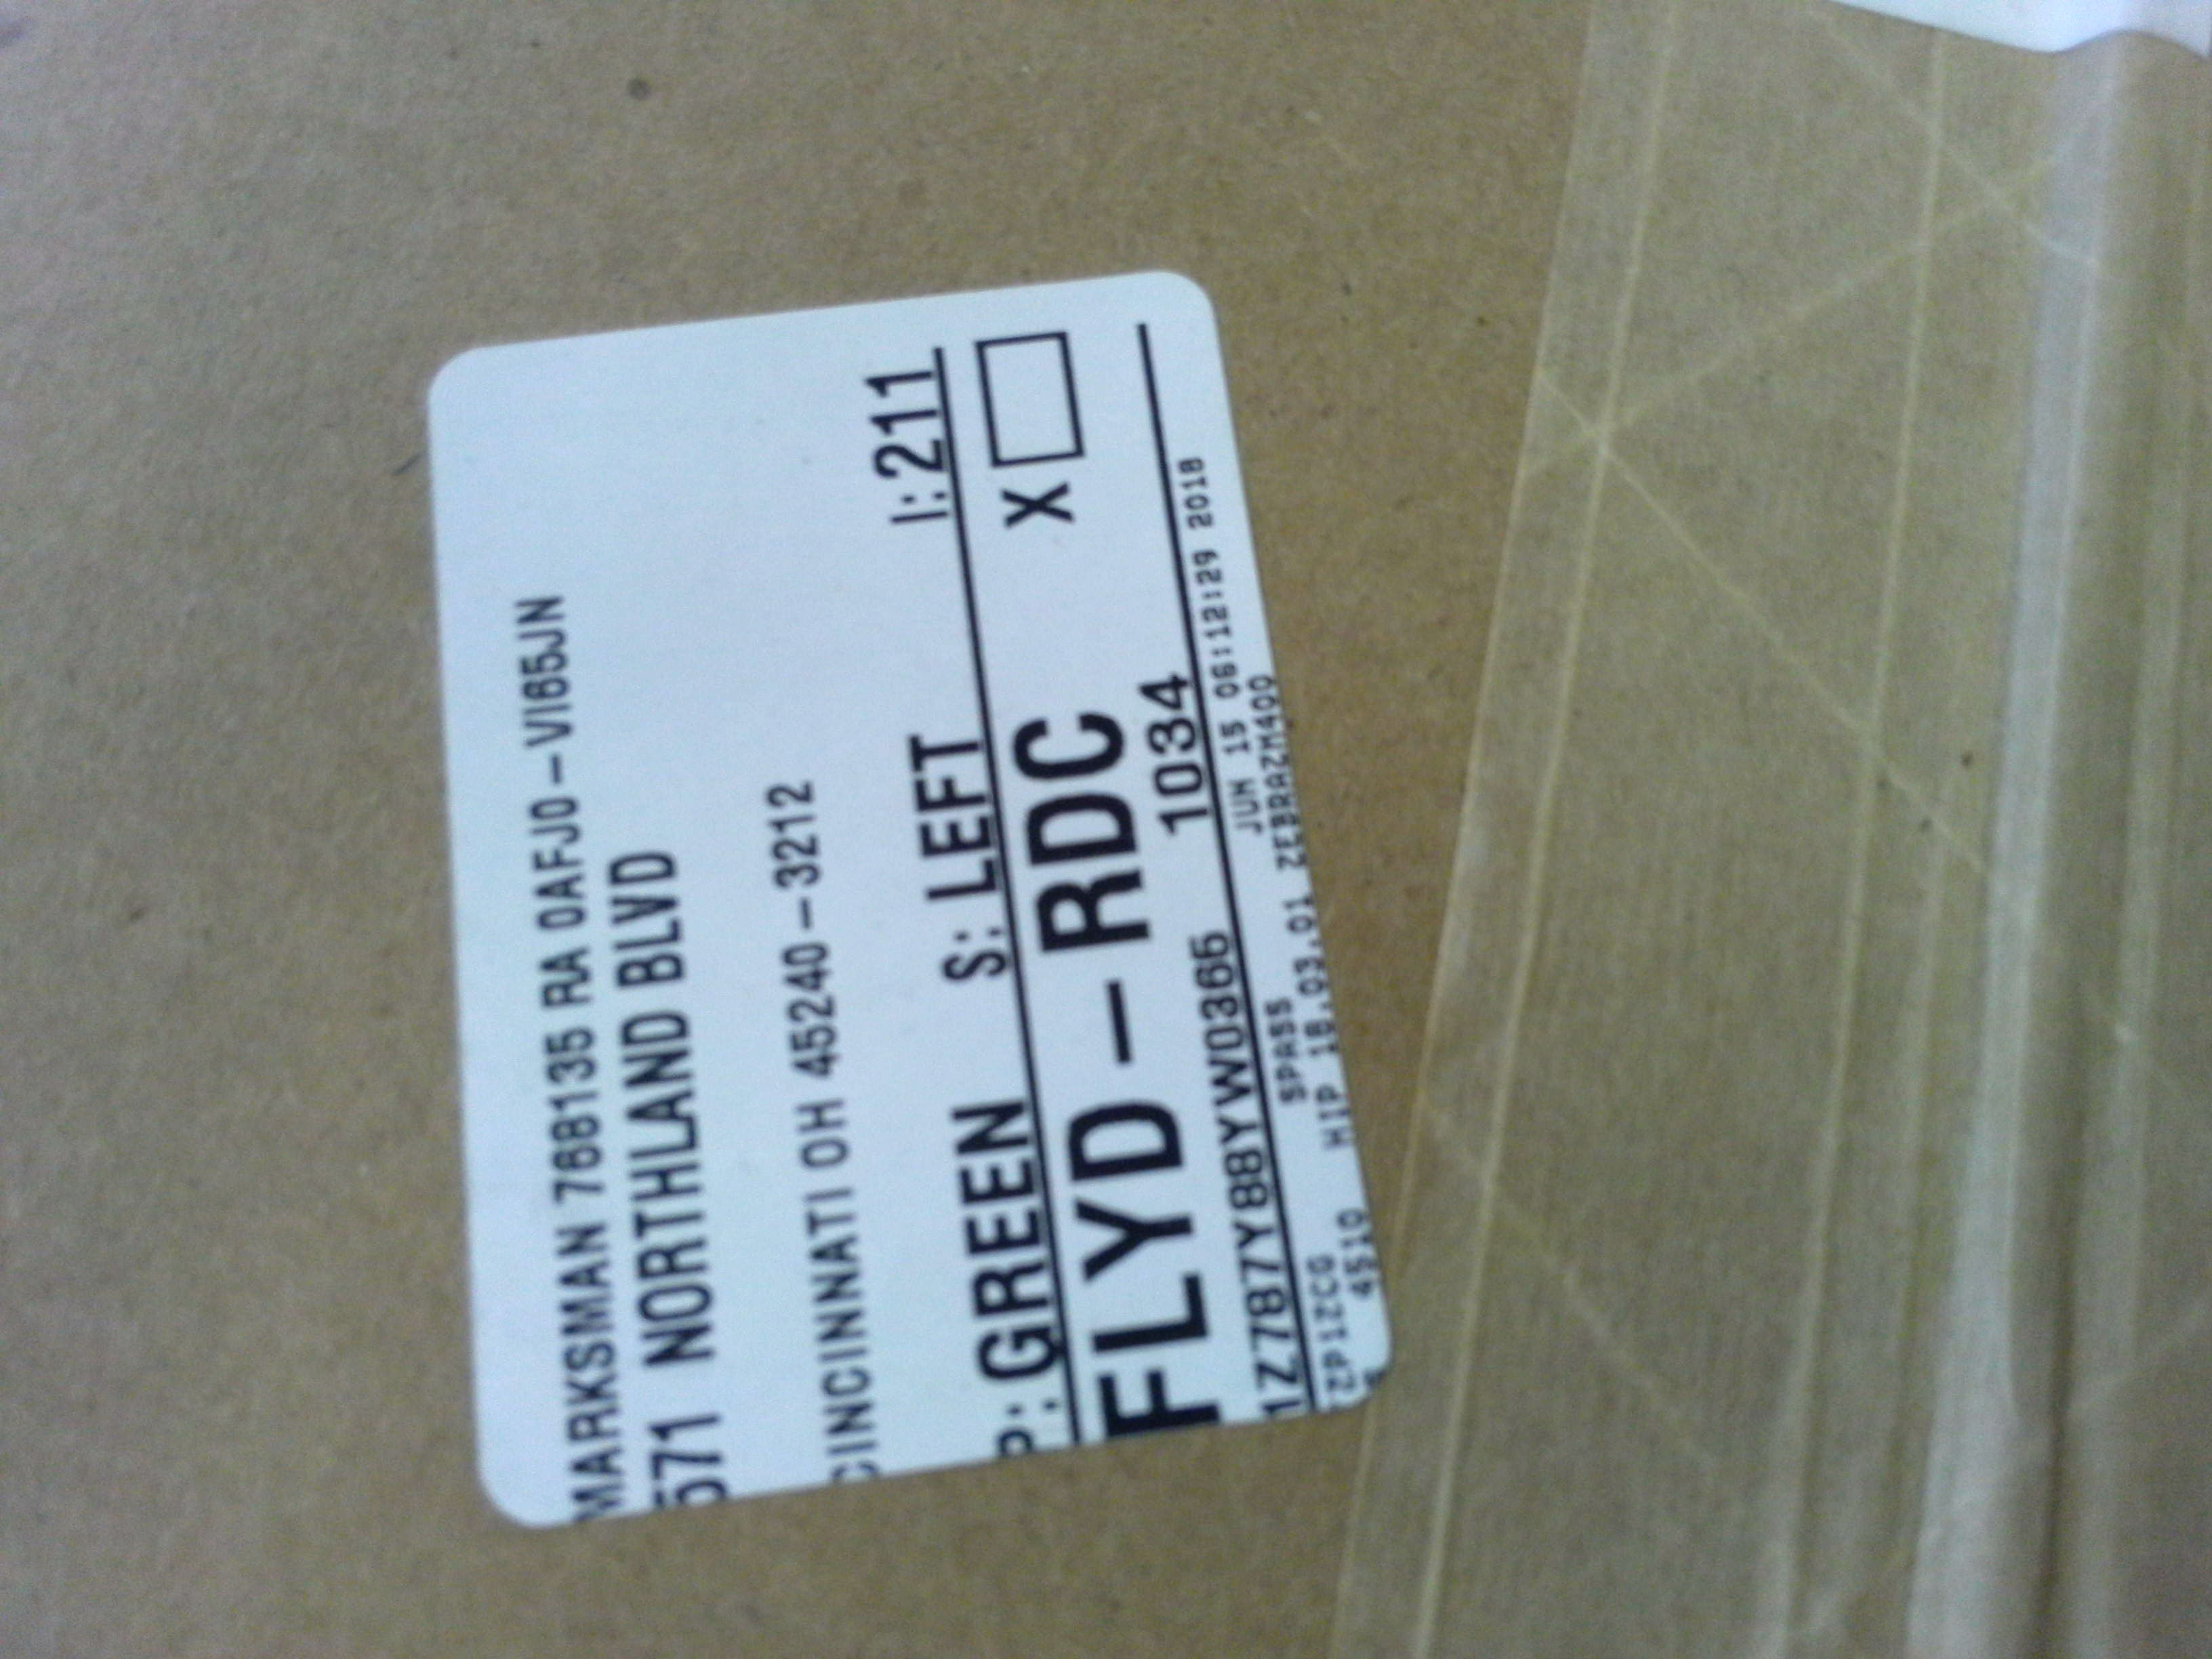 MARKSMAN 768135 RA 0AFJ0-VI65JN
571 NORTHLAND BLVD
CINCINNATI OH 45240-3212
P: GREEN S: LEFT I: 211
FLYD-RDC X
1Z787Y88YW0366 1034
JUN 15 06:12:29 2018
SPASS
HIP 18.03.01 ZEBRAZM400
ZP1ZCG
4510